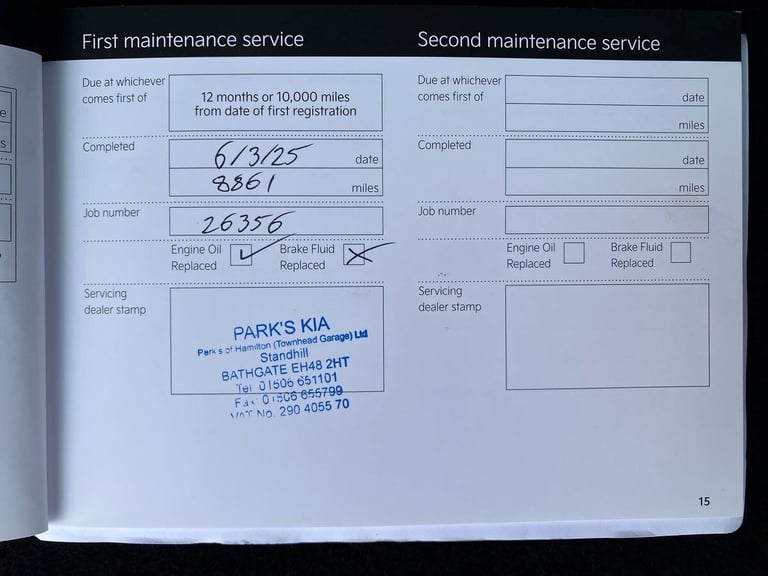 First maintenance service
Due at whichever
comes first of
12 months or 10,000 miles
from date of first registration
Completed
6/3/25 date
8861 miles
Job number
26356
Engine Oil
Replaced
Brake Fluid
Replaced
Servicing
dealer stamp
PARK'S KIA
Park's of Hamilton (Townhead Garage) Ltd
Standhill
BATHGATE EH48 2HT
Tel 01506 651101
Fax 01506 655799
VAT No. 290 4055 70
Second maintenance service
Due at whichever
comes first of
date
miles
Completed
date
miles
Job number
Engine Oil
Replaced
Brake Fluid
Replaced
Servicing
dealer stamp
15
e
s